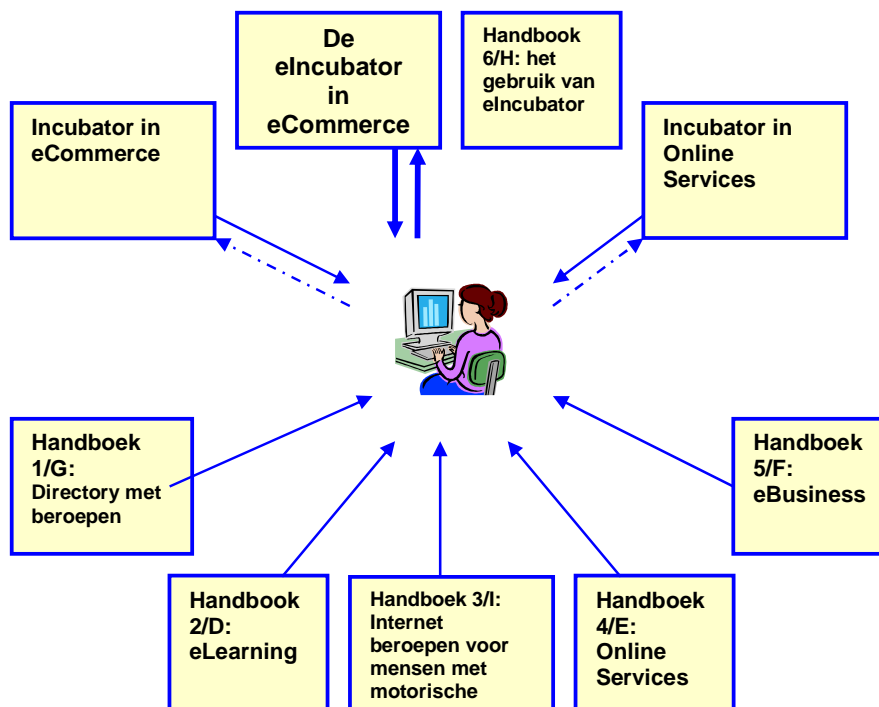 De
eIncubator
in
eCommerce
Handbook
6/H: het
gebruik van
eIncubator
Incubator in
eCommerce
Incubator in
Online
Services
Handboek
1/G:
Directory met
beroepen
Handboek
5/F:
eBusiness
Handbook
2/D:
eLearning
Handboek 3/I:
Internet
beroepen voor
mensen met
motorische
Handboek
4/E:
Online
Services